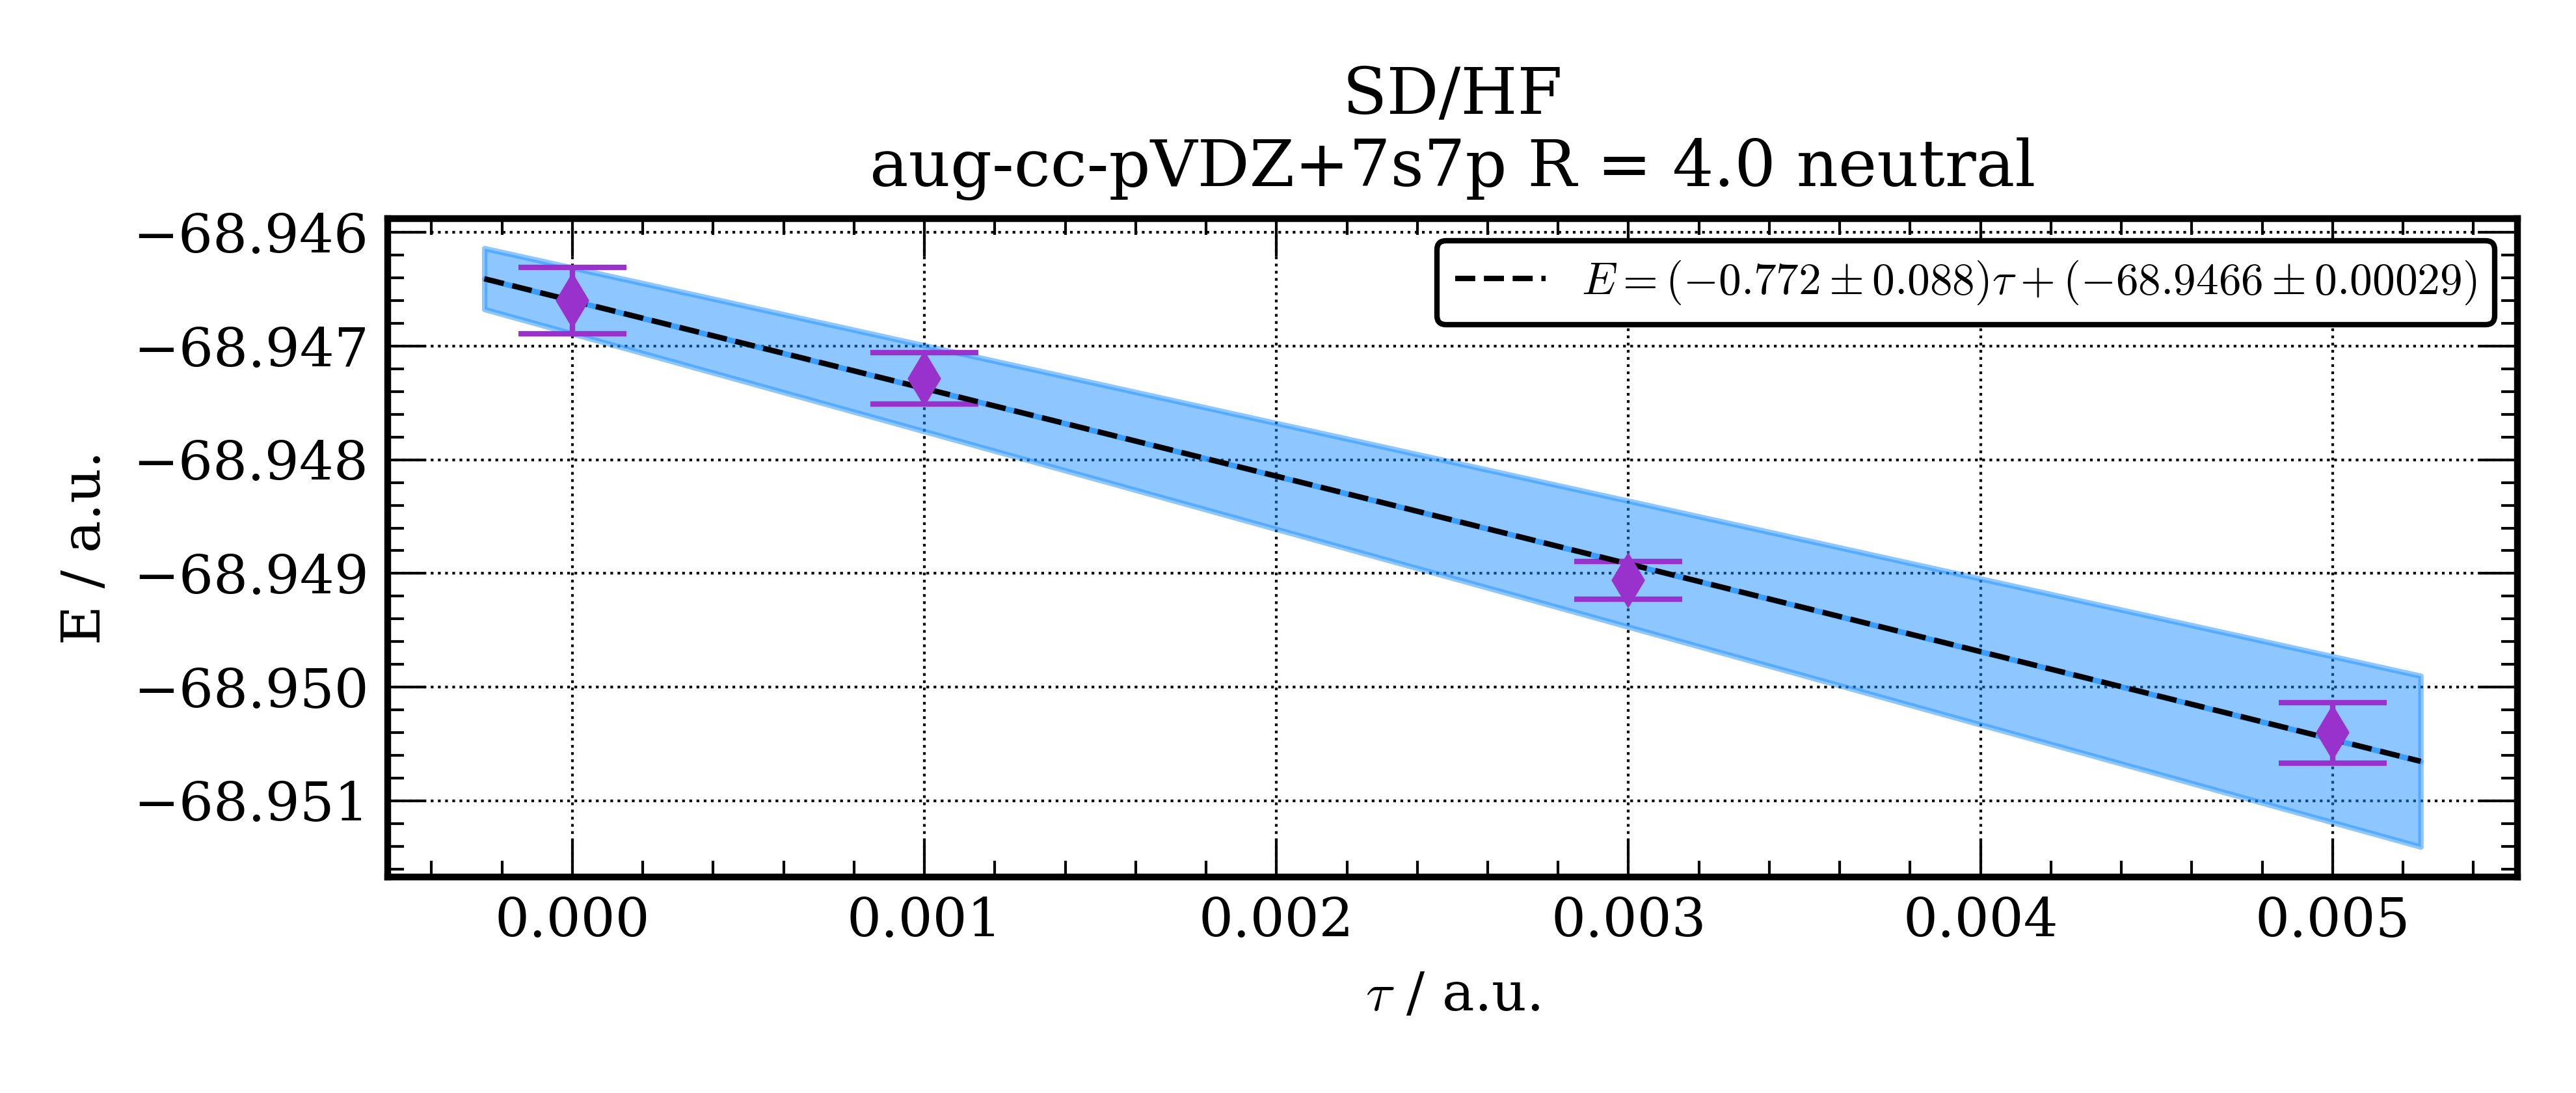 SD/HF
aug-cc-pVDZ+7s7p R = 4.0 neutral
E = (−0.772 ± 0.088)τ + (−68.9466 ± 0.00029)
−68.946
−68.947
−68.948
−68.949
−68.950
−68.951
E / a.u.
0.000 0.001 0.002 0.003 0.004 0.005
τ / a.u.